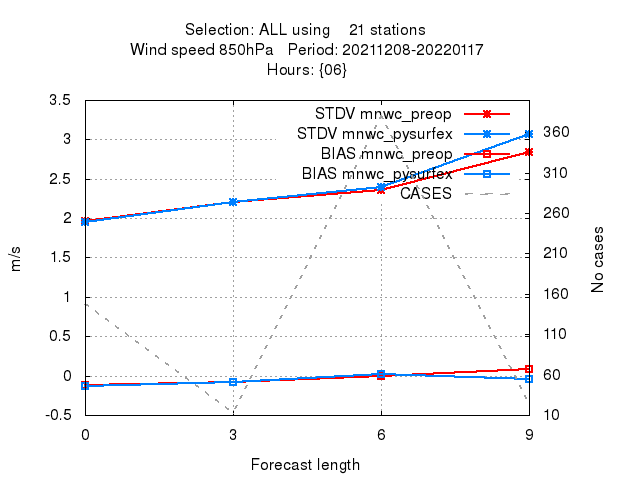 Selection: ALL using    21 stations
Wind speed 850hPa   Period: 20211208-20220117
Hours: {06}
STDV mnwc_preop
STDV mnwc_pysurfex
BIAS mnwc_preop
BIAS mnwc_pysurfex
CASES
3.5
3
2.5
2
1.5
1
0.5
0
-0.5
m/s
360
310
260
210
160
110
60
10
No cases
0 3 6 9
Forecast length